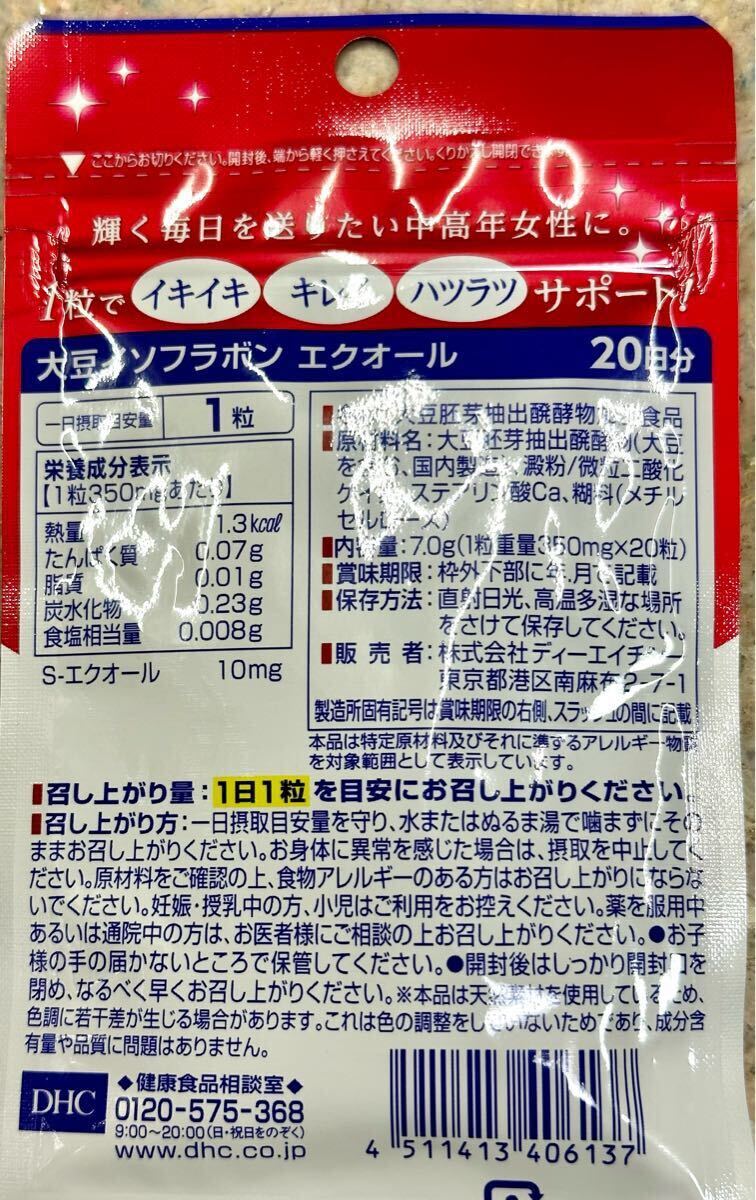 ▼ここからお切りください。開封後、端から軽く押さえてください。くりかえし開閉でき
輝く毎日を送りたい中高年女性に。
1粒で イキイキ キレイ ハツラツ サポート!
大豆イソフラボン エクオール 20日分
一日摂取目安量 1粒
栄養成分表示
【1粒350mgあたり】
熱量 1.3kcal
たんぱく質 0.07g
脂質 0.01g
炭水化物 0.23g
食塩相当量 0.008g
S-エクオール 10mg
大豆胚芽抽出醗酵物 食品
原材料名:大豆胚芽抽出醗酵物(大豆
を含む、国内製造)、澱粉/微粒二酸化
ケイ素、ステアリン酸Ca、糊料(メチル
セルロース)
内容量:7.0g(1粒重量350mg×20粒)
賞味期限:枠外下部に年.月で記載
保存方法:直射日光、高温多湿な場所
をさけて保存してください。
販売者:株式会社ディーエイチシー
東京都港区南麻布2-7-1
製造所固有記号は賞味期限の右側、スラッシュの間に記載
本品は特定原材料及びそれに準ずるアレルギー物質
を対象範囲として表示しています。
召し上がり量:1日1粒を目安にお召し上がりください。
召し上がり方:一日摂取目安量を守り、水またはぬるま湯で噛まずにその
ままお召し上がりください。お身体に異常を感じた場合は、摂取を中止してく
ださい。原材料をご確認の上、食物アレルギーのある方はお召し上がりにならな
いでください。妊娠・授乳中の方、小児はご利用をお控えください。薬を服用中
あるいは通院中の方は、お医者様にご相談の上お召し上がりください。●お子
様の手の届かないところで保管してください。●開封後はしっかり開封口を
閉め、なるべく早くお召し上がりください。※本品は天然素材を使用しているため、
色調に若干差が生じる場合があります。これは色の調整をしていないためであり、成分含
有量や品質に問題はありません。
DHC
◆健康食品相談室◆
0120-575-368
9:00〜20:00(日・祝日をのぞく)
www.dhc.co.jp
4 511413 406137